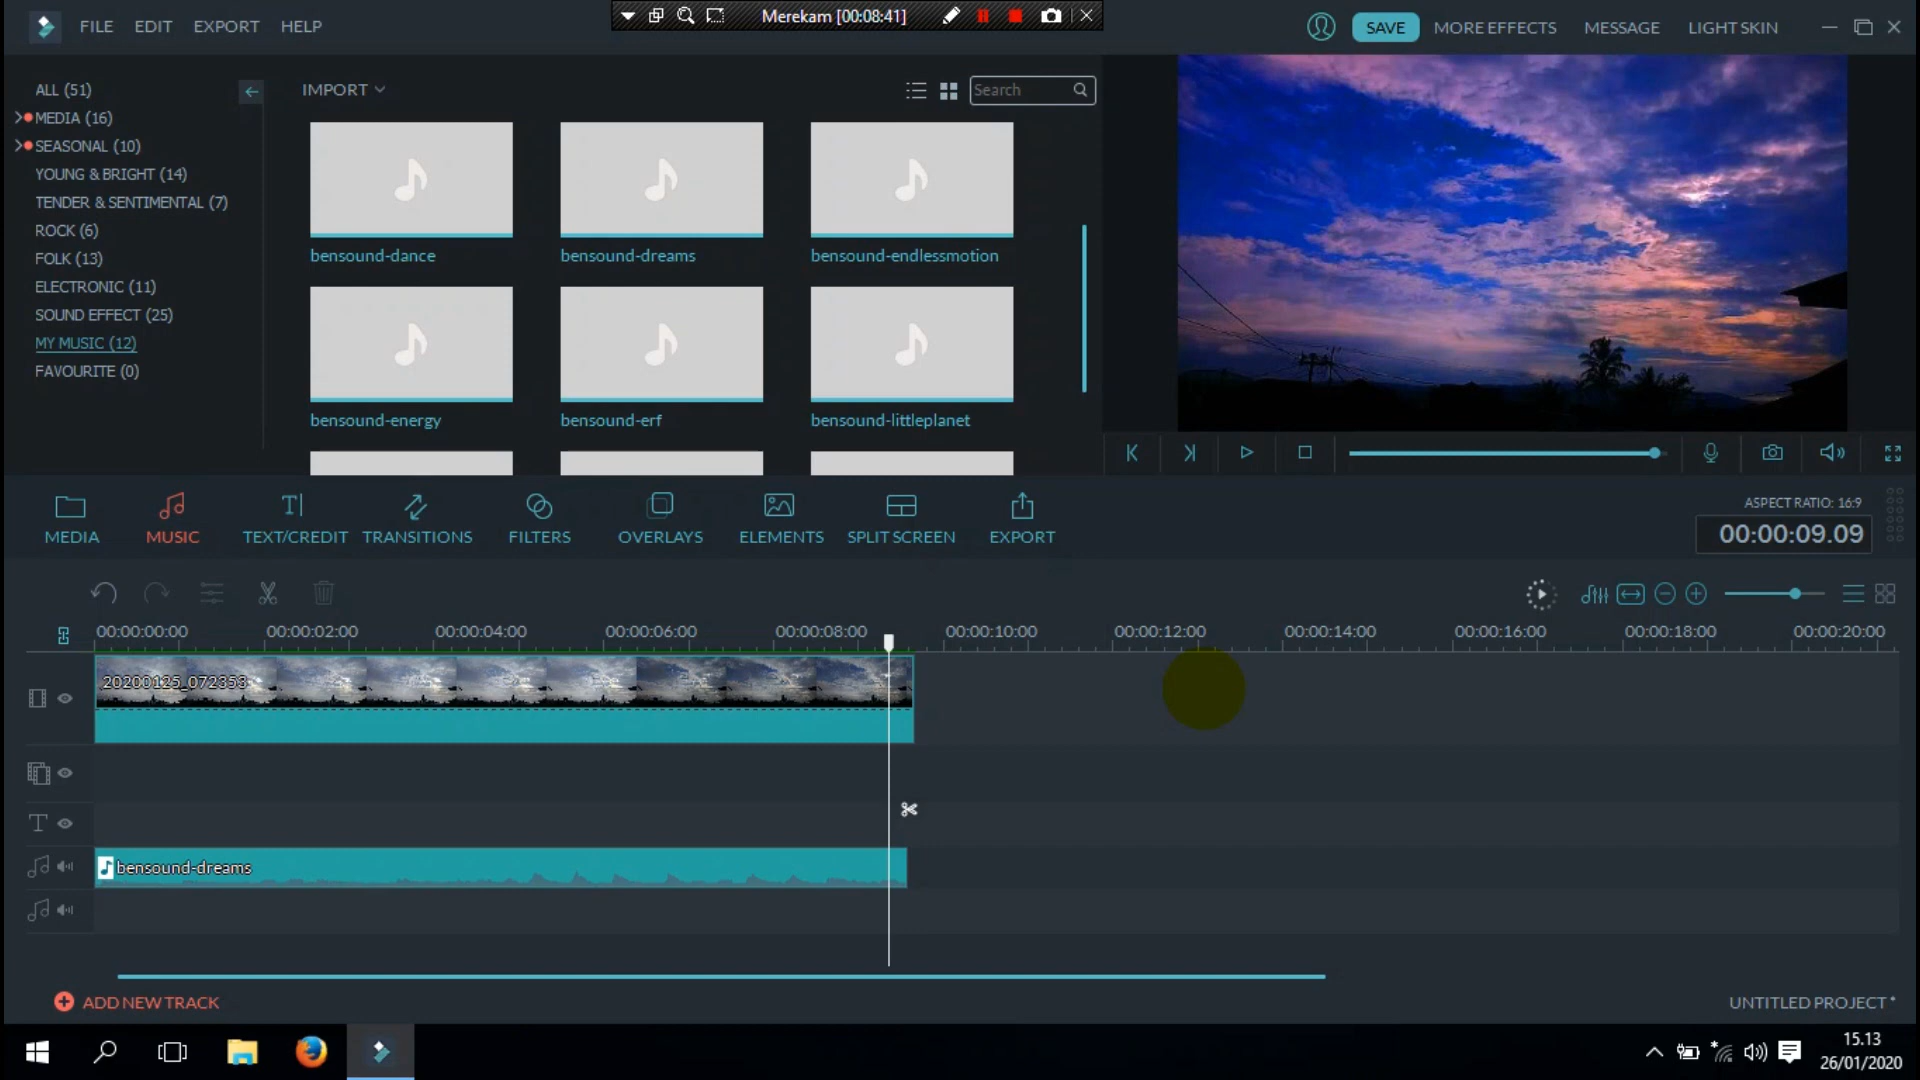 FILE EDIT EXPORT HELP
Merekam [00:08:41]
SAVE MORE EFFECTS MESSAGE LIGHT SKIN
ALL (51)
MEDIA (16)
SEASONAL (10)
YOUNG & BRIGHT (14)
TENDER & SENTIMENTAL (7)
ROCK (6)
FOLK (13)
ELECTRONIC (11)
SOUND EFFECT (25)
MY MUSIC (12)
FAVOURITE (0)
IMPORT
Search
bensound-dance bensound-dreams bensound-endlessmotion
bensound-energy bensound-erf bensound-littleplanet
MEDIA MUSIC TEXT/CREDIT TRANSITIONS FILTERS OVERLAYS ELEMENTS SPLIT SCREEN EXPORT
ASPECT RATIO: 16:9
00:00:09.09
00:00:00:00 00:00:02:00 00:00:04:00 00:00:06:00 00:00:08:00 00:00:10:00 00:00:12:00 00:00:14:00 00:00:16:00 00:00:18:00 00:00:20:00
20200125_072353
bensound-dreams
ADD NEW TRACK
UNTITLED PROJECT *
15.13
26/01/2020